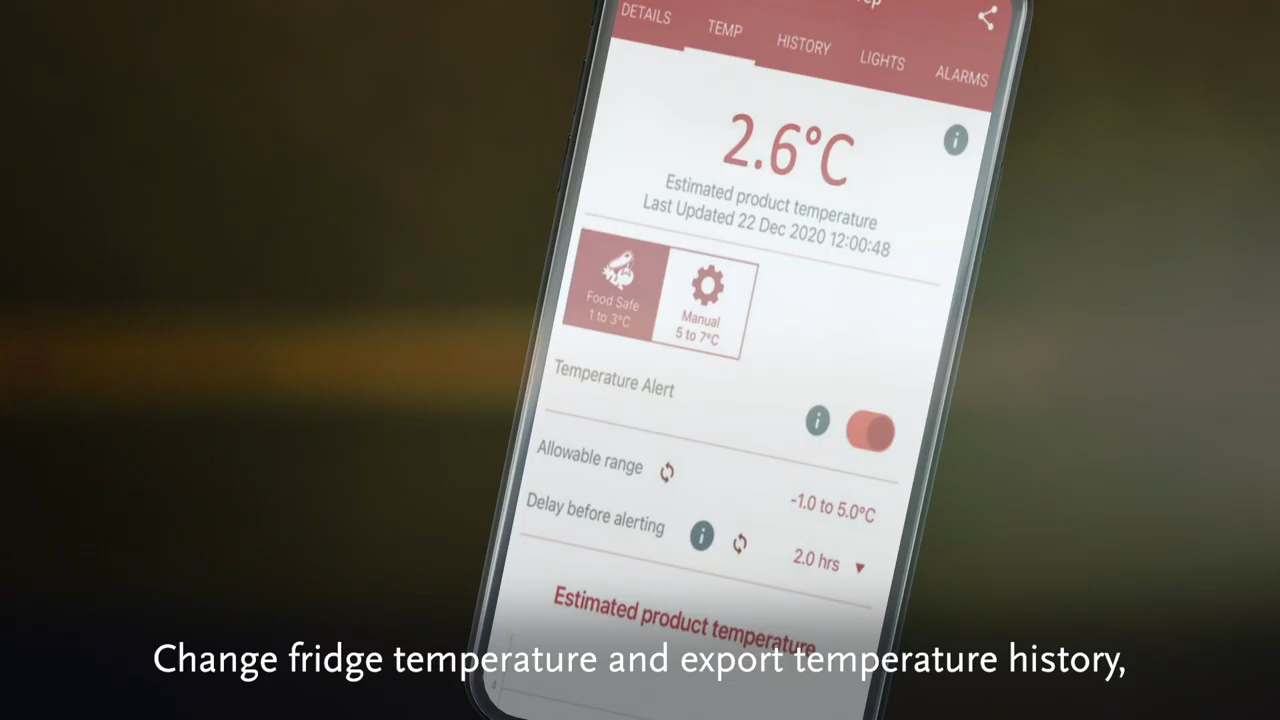 DETAILS
TEMP
HISTORY
LIGHTS
ALARMS
2.6°C
Estimated product temperature
Last Updated 22 Dec 2020 12:00:48
Food Safe
1 to 3°C
Manual
5 to 7°C
Temperature Alert
Allowable range
-1.0 to 5.0°C
Delay before alerting
2.0 hrs
Estimated product temperature
4
Change fridge temperature and export temperature history,